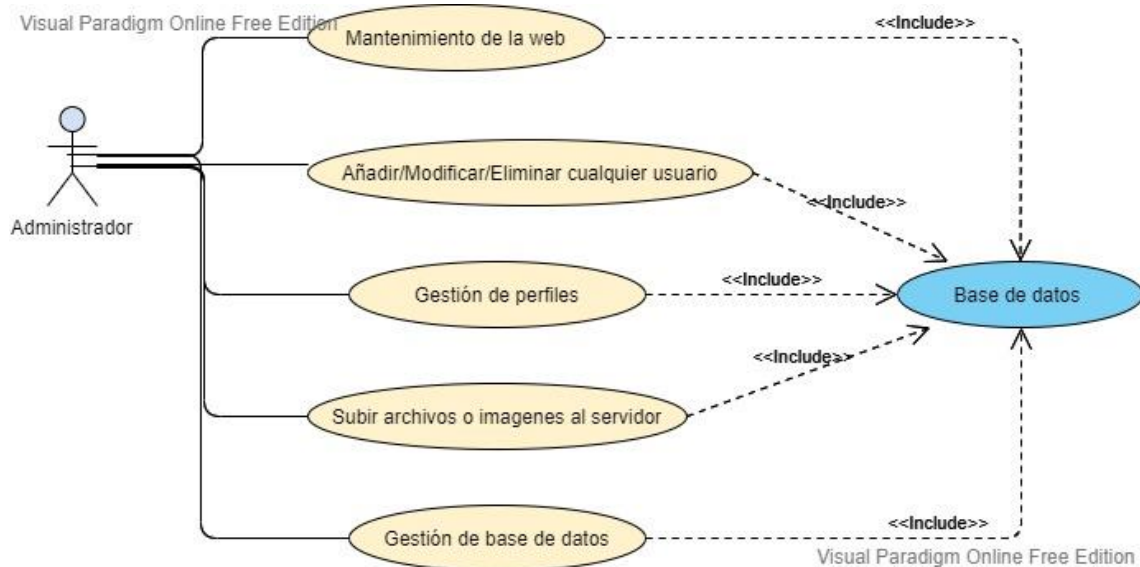 Visual Paradigm Online Free Edition
Mantenimiento de la web
<<Include>>
Administrador
Añadir/Modificar/Eliminar cualquier usuario
<<Include>>
Gestión de perfiles
<<Include>>
Base de datos
Subir archivos o imagenes al servidor
<<Include>>
Gestión de base de datos
<<Include>>
Visual Paradigm Online Free Edition